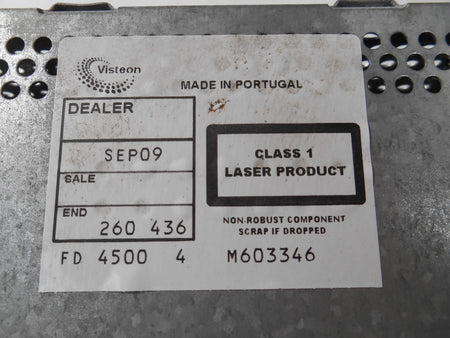 Visteon
MADE IN PORTUGAL
DEALER
SEP09
SALE
END
260 436
CLASS 1
LASER PRODUCT
NON-ROBUST COMPONENT
SCRAP IF DROPPED
FD 4500 4
M603346